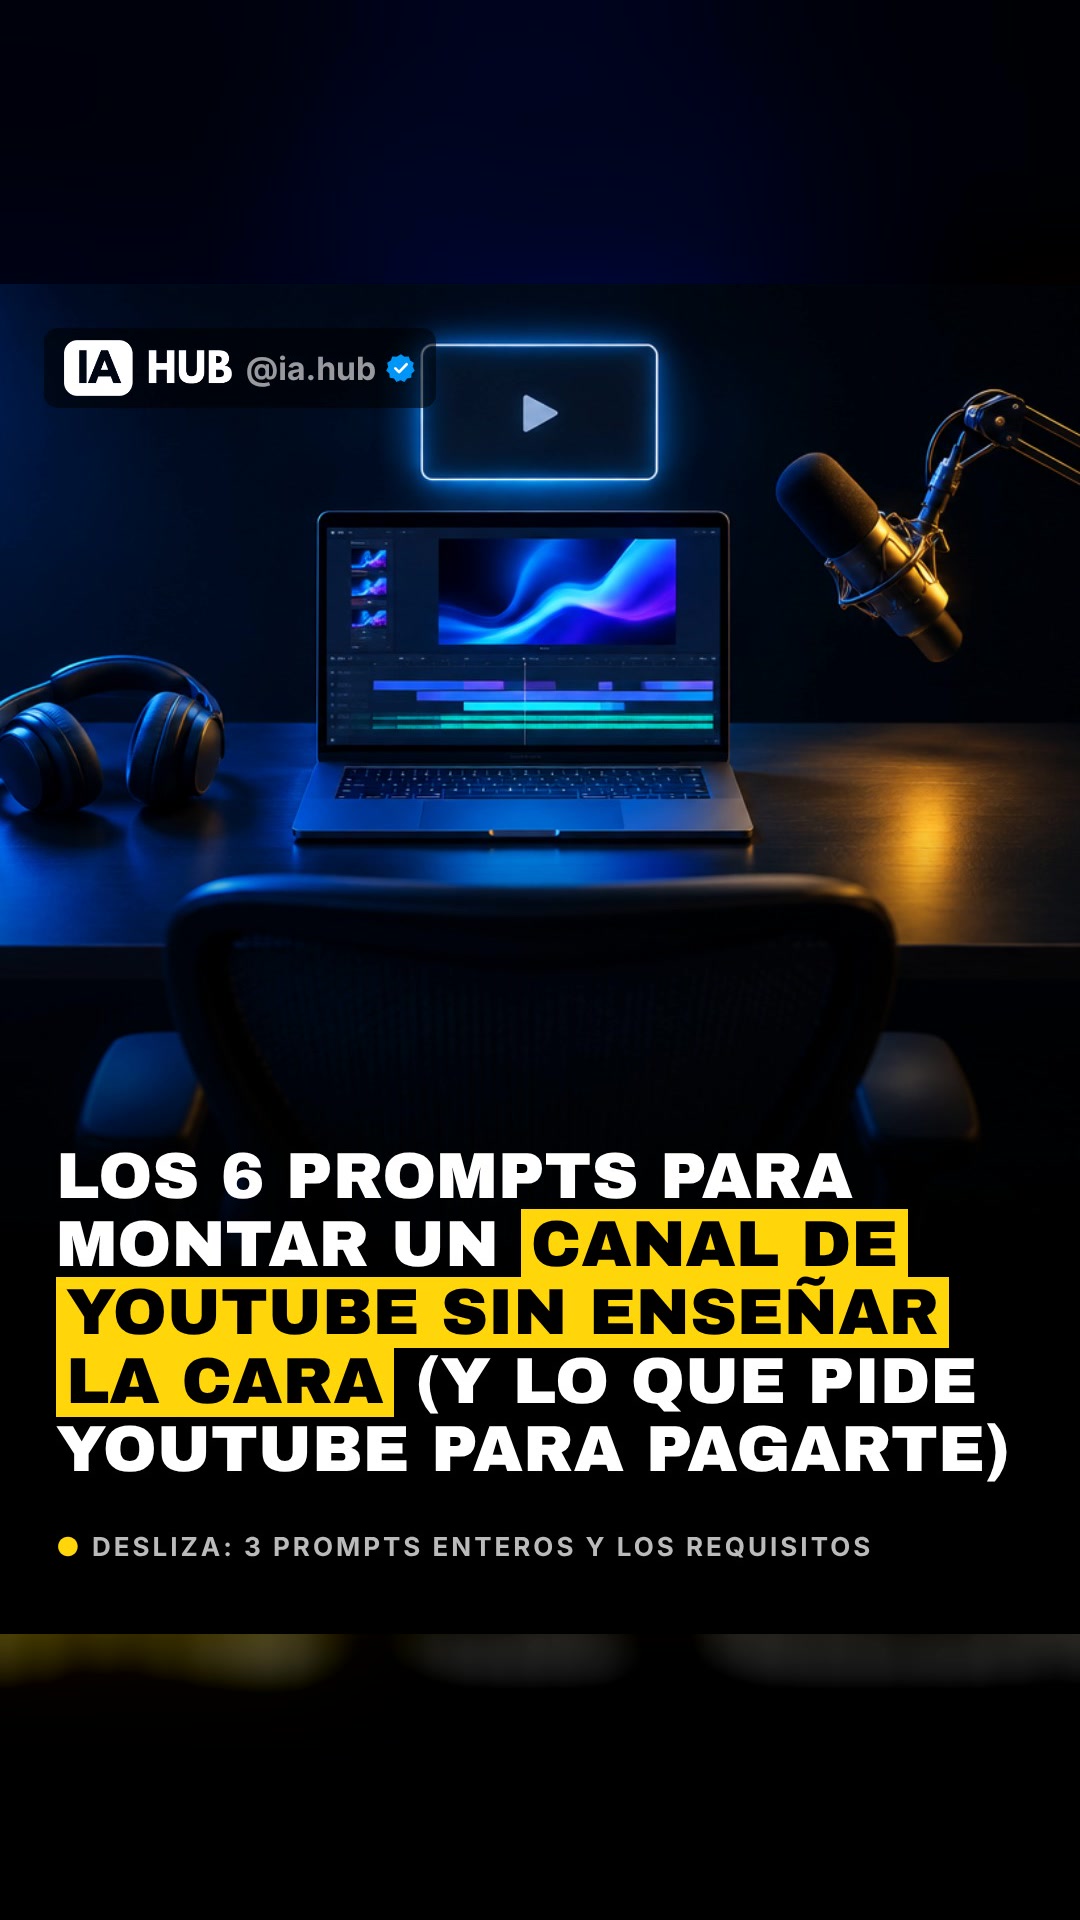 IA HUB @ia.hub
LOS 6 PROMPTS PARA
MONTAR UN CANAL DE
YOUTUBE SIN ENSEÑAR
LA CARA (Y LO QUE PIDE
YOUTUBE PARA PAGARTE)
DESLIZA: 3 PROMPTS ENTEROS Y LOS REQUISITOS